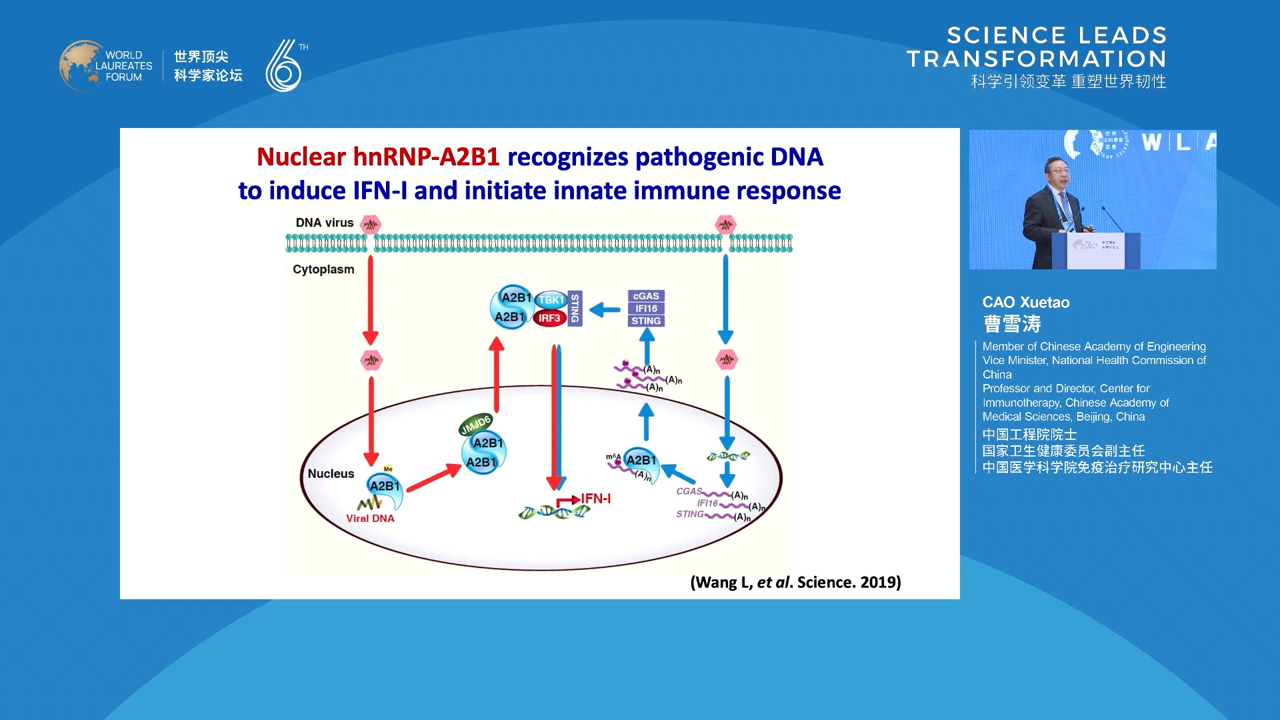 WORLD
LAUREATES
FORUM
世界顶尖
科学家论坛
6TH
SCIENCE LEADS
TRANSFORMATION
科学引领变革 重塑世界韧性
Nuclear hnRNP-A2B1 recognizes pathogenic DNA
to induce IFN-I and initiate innate immune response
DNA virus
Cytoplasm
A2B1
A2B1
TBK1
IRF3
STING
cGAS
IFI16
STING
(A)n
(A)n
(A)n
JMJD6
A2B1
A2B1
Nucleus
Me
A2B1
Viral DNA
IFN-I
m6A
A2B1
(A)n
CGAS (A)n
IFI16 (A)n
STING (A)n
(Wang L, et al. Science. 2019)
W L A
CAO Xuetao
曹雪涛
Member of Chinese Academy of Engineering
Vice Minister, National Health Commission of
China
Professor and Director, Center for
Immunotherapy, Chinese Academy of
Medical Sciences, Beijing, China
中国工程院院士
国家卫生健康委员会副主任
中国医学科学院免疫治疗研究中心主任